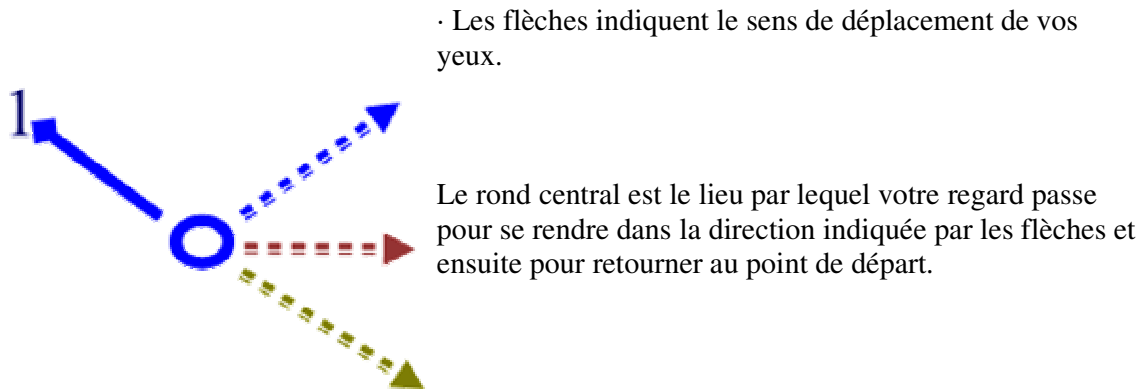 · Les flèches indiquent le sens de déplacement de vos
yeux.
1
Le rond central est le lieu par lequel votre regard passe
pour se rendre dans la direction indiquée par les flèches et
ensuite pour retourner au point de départ.